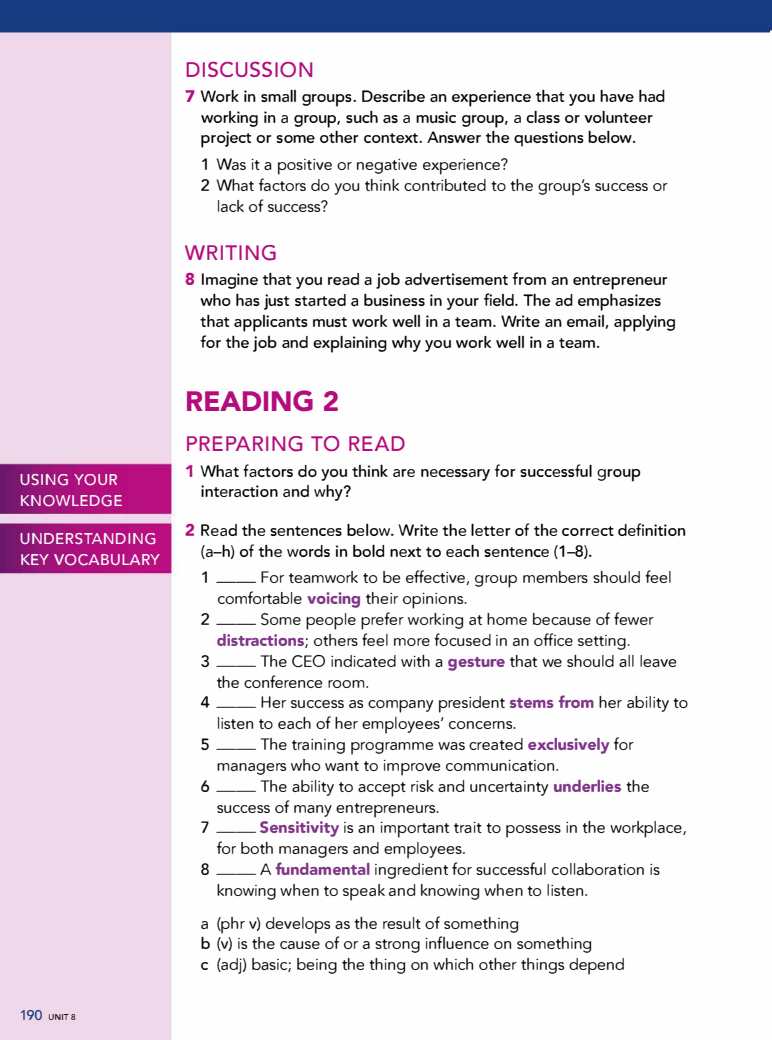 DISCUSSION
7 Work in small groups. Describe an experience that you have had
working in a group, such as a music group, a class or volunteer
project or some other context. Answer the questions below.
1 Was it a positive or negative experience?
2 What factors do you think contributed to the group's success or
lack of success?
WRITING
8 Imagine that you read a job advertisement from an entrepreneur
who has just started a business in your field. The ad emphasizes
that applicants must work well in a team. Write an email, applying
for the job and explaining why you work well in a team.
READING 2
PREPARING TO READ
USING YOUR
KNOWLEDGE
1 What factors do you think are necessary for successful group
interaction and why?
UNDERSTANDING
KEY VOCABULARY
2 Read the sentences below. Write the letter of the correct definition
(a–h) of the words in bold next to each sentence (1–8).
1 _____ For teamwork to be effective, group members should feel
comfortable voicing their opinions.
2 _____ Some people prefer working at home because of fewer
distractions; others feel more focused in an office setting.
3 _____ The CEO indicated with a gesture that we should all leave
the conference room.
4 _____ Her success as company president stems from her ability to
listen to each of her employees' concerns.
5 _____ The training programme was created exclusively for
managers who want to improve communication.
6 _____ The ability to accept risk and uncertainty underlies the
success of many entrepreneurs.
7 _____ Sensitivity is an important trait to possess in the workplace,
for both managers and employees.
8 _____ A fundamental ingredient for successful collaboration is
knowing when to speak and knowing when to listen.
a (phr v) develops as the result of something
b (v) is the cause of or a strong influence on something
c (adj) basic; being the thing on which other things depend
190 UNIT 8